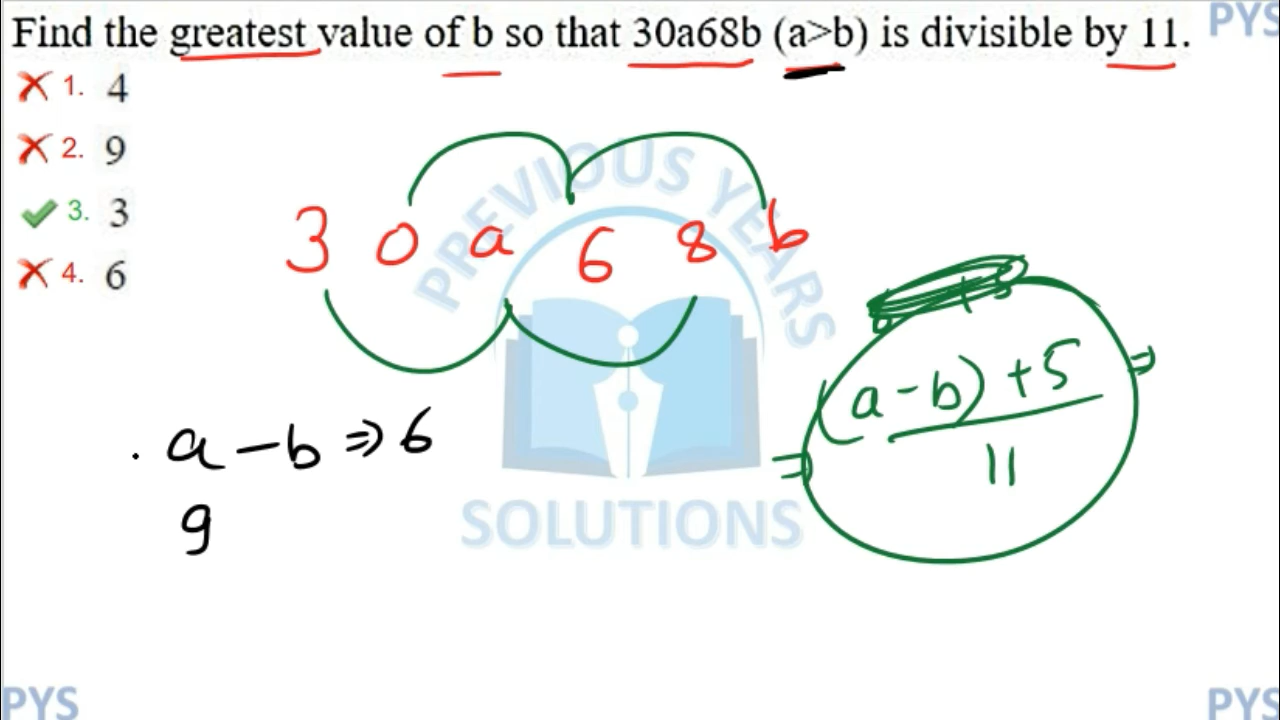 PYS
Find the greatest value of b so that 30a68b (a>b) is divisible by 11.
1. 4
2. 9
3. 3
4. 6
PREVIOUS YEARS
3 0 a 6 8 b
(a-b) +5
11
. a - b ⇒ 6
9
SOLUTIONS
PYS
PYS